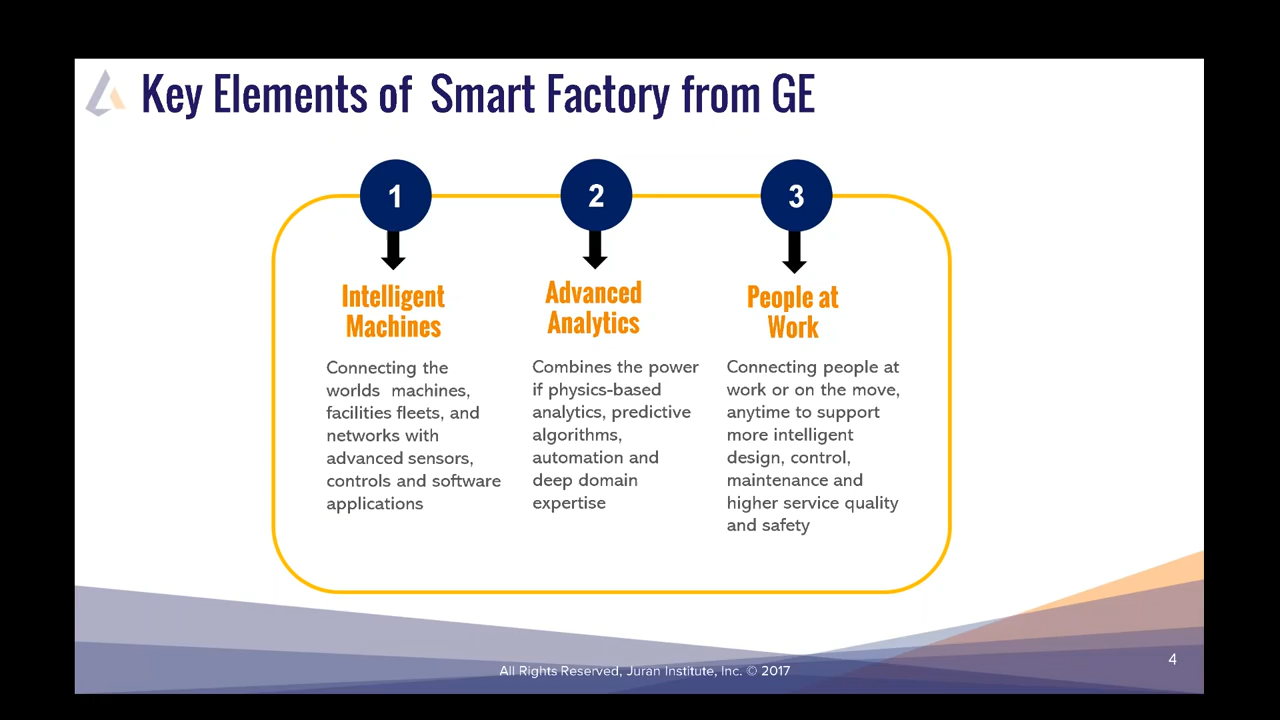 Key Elements of Smart Factory from GE
1
Intelligent
Machines
Connecting the
worlds machines,
facilities fleets, and
networks with
advanced sensors,
controls and software
applications
2
Advanced
Analytics
Combines the power
if physics-based
analytics, predictive
algorithms,
automation and
deep domain
expertise
3
People at
Work
Connecting people at
work or on the move,
anytime to support
more intelligent
design, control,
maintenance and
higher service quality
and safety
All Rights Reserved, Juran Institute, Inc. © 2017
4